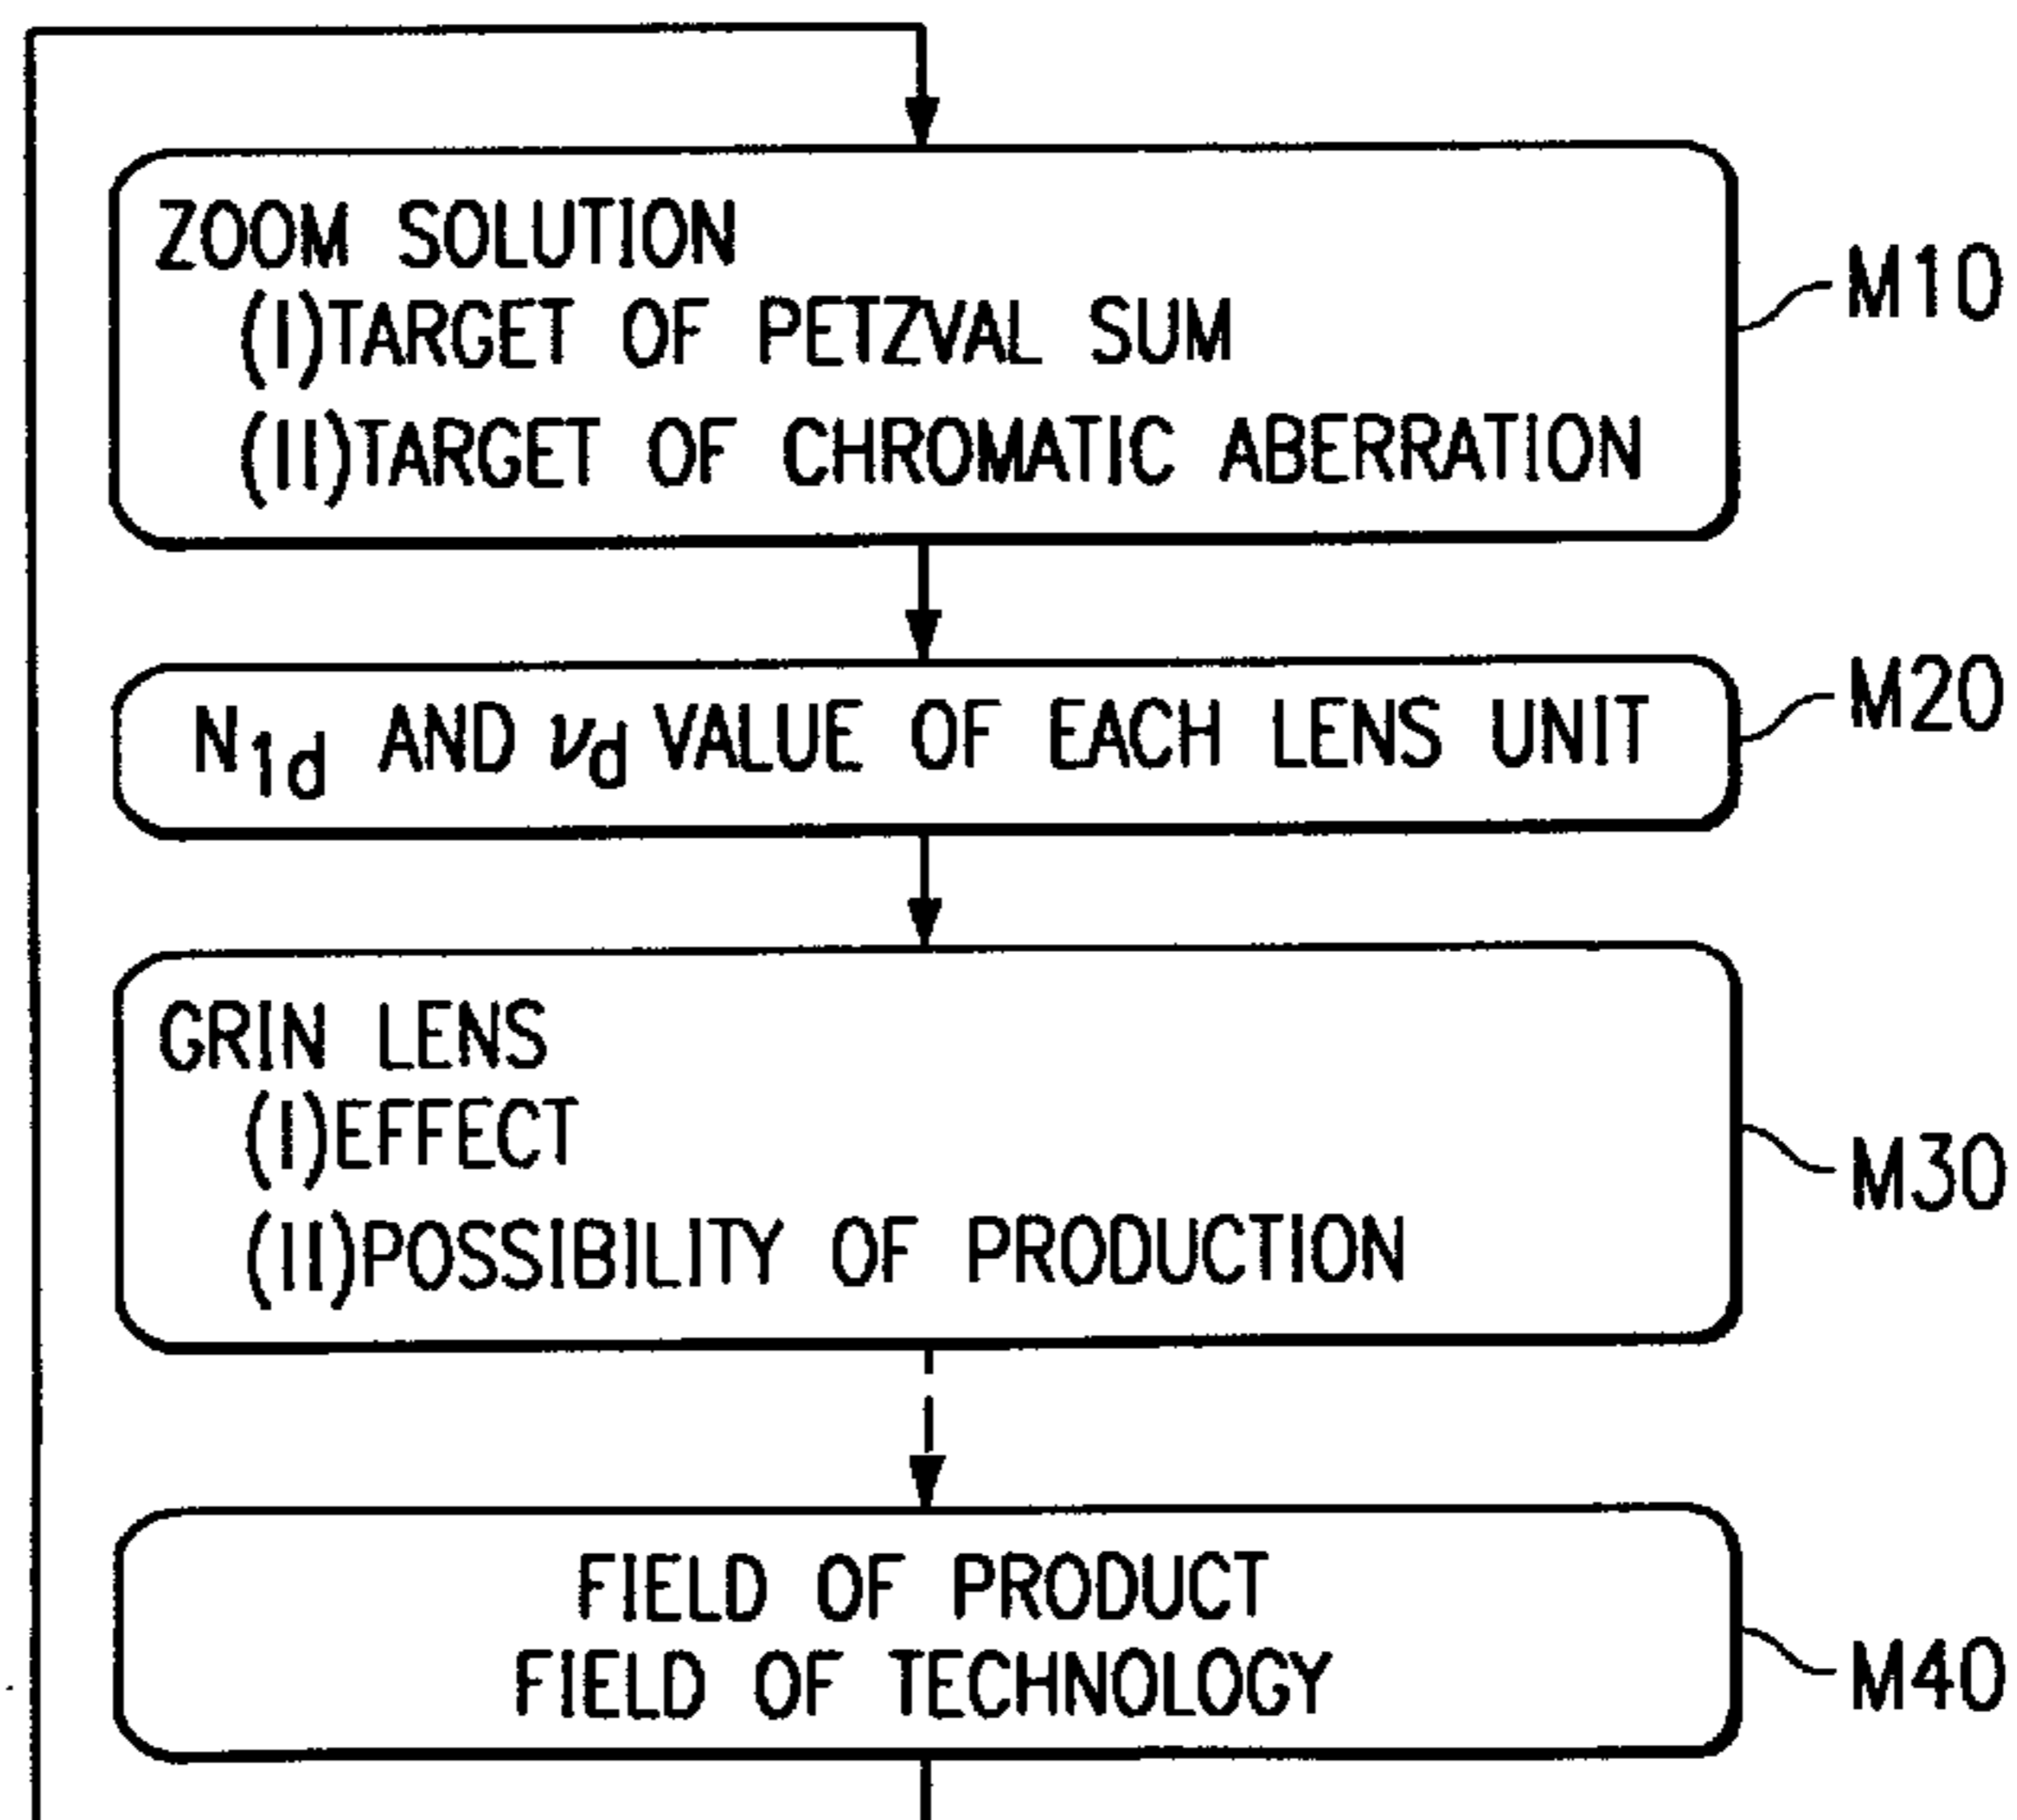 ZOOM SOLUTION
(I)TARGET OF PETZVAL SUM
(II)TARGET OF CHROMATIC ABERRATION
M10
N1d AND νd VALUE OF EACH LENS UNIT
M20
GRIN LENS
(I)EFFECT
(II)POSSIBILITY OF PRODUCTION
M30
FIELD OF PRODUCT
FIELD OF TECHNOLOGY
M40